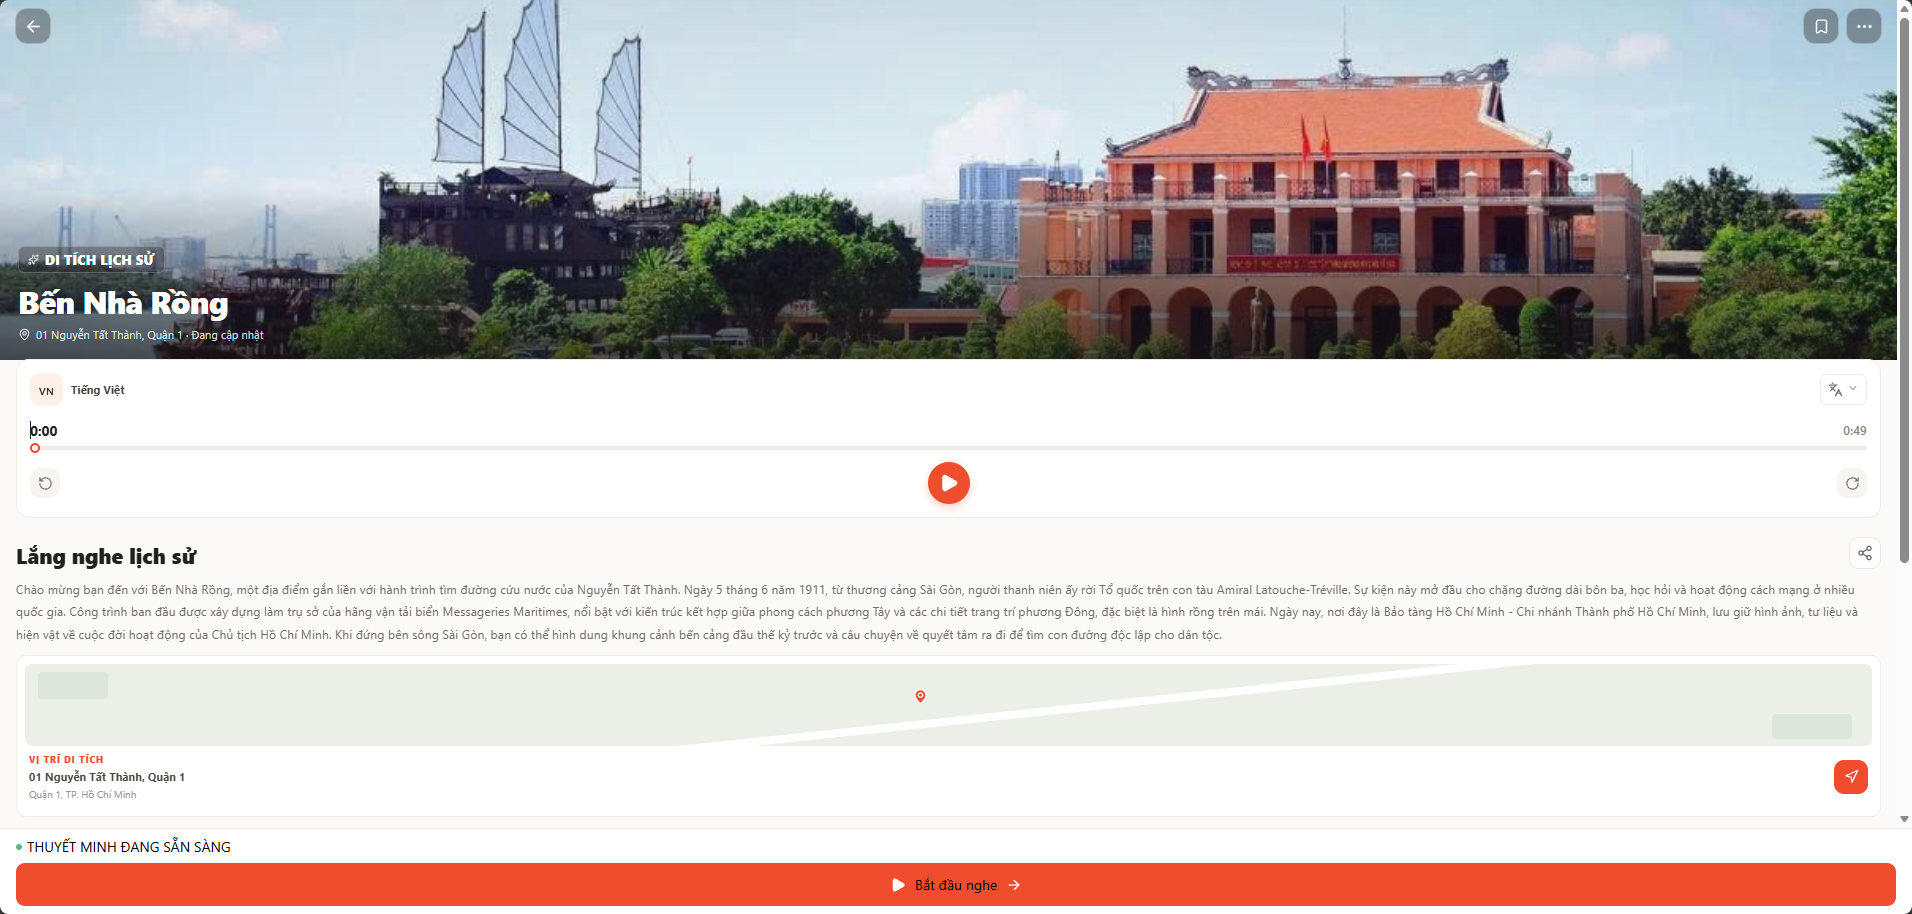 DI TÍCH LỊCH SỬ
Bến Nhà Rồng
01 Nguyễn Tất Thành, Quận 1 · Đang cập nhật
VN Tiếng Việt
0:00
0:49
Lắng nghe lịch sử
Chào mừng bạn đến với Bến Nhà Rồng, một địa điểm gắn liền với hành trình tìm đường cứu nước của Nguyễn Tất Thành. Ngày 5 tháng 6 năm 1911, từ thương cảng Sài Gòn, người thanh niên ấy rời Tổ quốc trên con tàu Amiral Latouche-Tréville. Sự kiện này mở đầu cho chặng đường dài bôn ba, học hỏi và hoạt động cách mạng ở nhiều
quốc gia. Công trình ban đầu được xây dựng làm trụ sở của hãng vận tải biển Messageries Maritimes, nổi bật với kiến trúc kết hợp giữa phong cách phương Tây và các chi tiết trang trí phương Đông, đặc biệt là hình rồng trên mái. Ngày nay, nơi đây là Bảo tàng Hồ Chí Minh - Chi nhánh Thành phố Hồ Chí Minh, lưu giữ hình ảnh, tư liệu và
hiện vật về cuộc đời hoạt động của Chủ tịch Hồ Chí Minh. Khi đứng bên sông Sài Gòn, bạn có thể hình dung khung cảnh bến cảng đầu thế kỷ trước và câu chuyện về quyết tâm ra đi để tìm con đường độc lập cho dân tộc.
VỊ TRÍ DI TÍCH
01 Nguyễn Tất Thành, Quận 1
Quận 1, TP. Hồ Chí Minh
THUYẾT MINH ĐANG SẴN SÀNG
Bắt đầu nghe